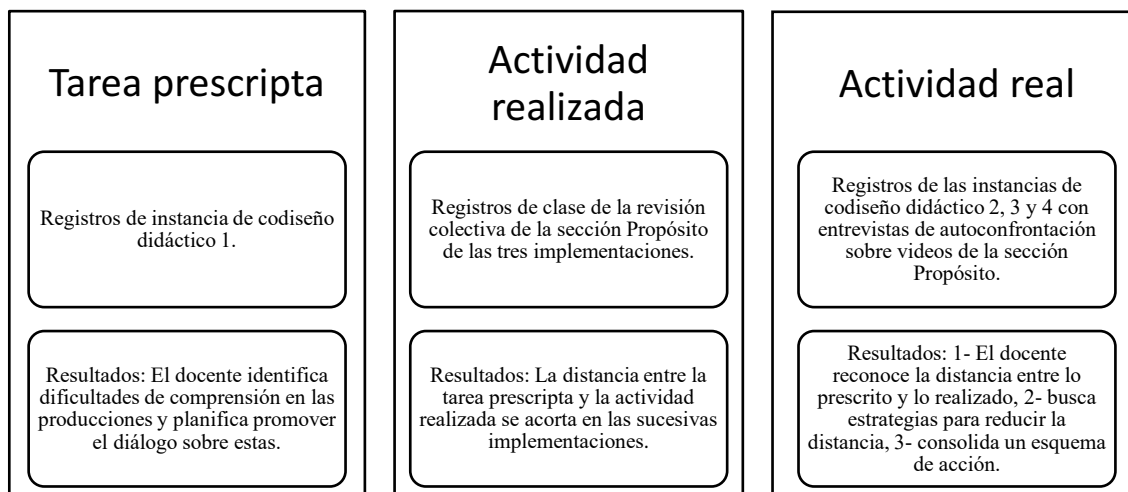 Tarea prescripta
Registros de instancia de codiseño
didáctico 1.
Resultados: El docente identifica
dificultades de comprensión en las
producciones y planifica promover
el diálogo sobre estas.
Actividad
realizada
Registros de clase de la revisión
colectiva de la sección Propósito
de las tres implementaciones.
Resultados: La distancia entre la
tarea prescripta y la actividad
realizada se acorta en las sucesivas
implementaciones.
Actividad real
Registros de las instancias de
codiseño didáctico 2, 3 y 4 con
entrevistas de autoconfrontación
sobre videos de la sección
Propósito.
Resultados: 1- El docente
reconoce la distancia entre lo
prescrito y lo realizado, 2- busca
estrategias para reducir la
distancia, 3- consolida un esquema
de acción.